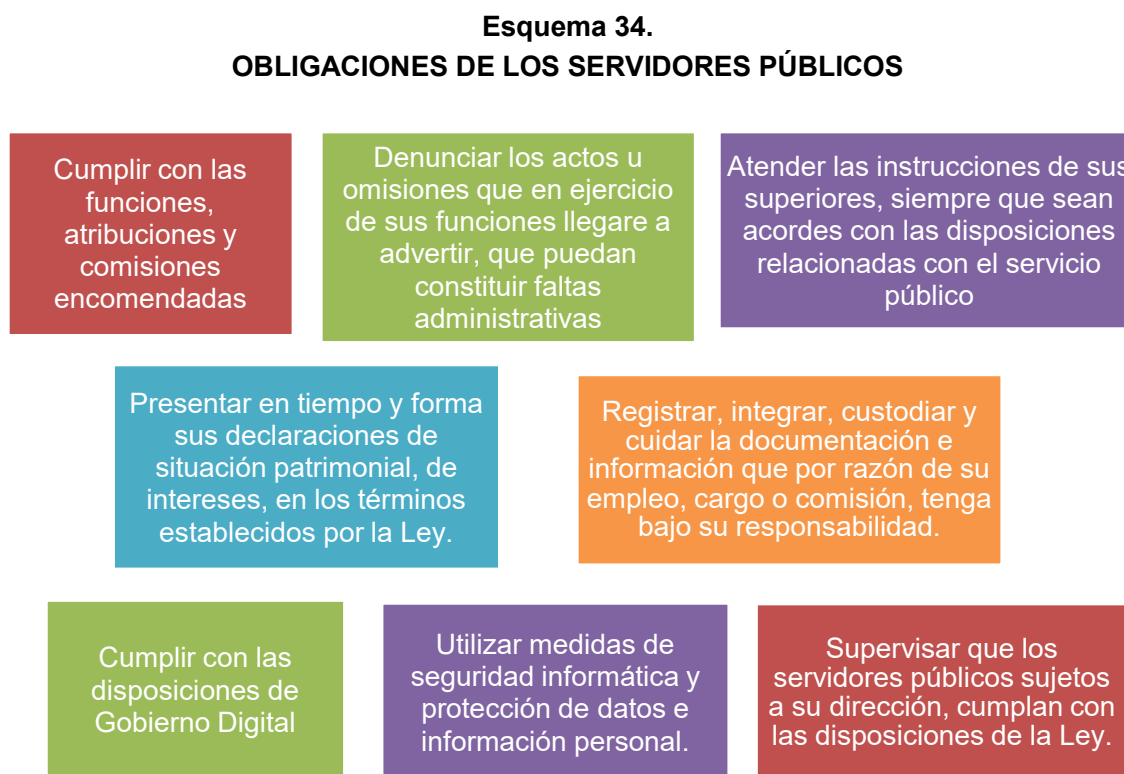 Esquema 34.
OBLIGACIONES DE LOS SERVIDORES PÚBLICOS
Cumplir con las
funciones,
atribuciones y
comisiones
encomendadas
Denunciar los actos u
omisiones que en ejercicio
de sus funciones llegare a
advertir, que puedan
constituir faltas
administrativas
Atender las instrucciones de sus
superiores, siempre que sean
acordes con las disposiciones
relacionadas con el servicio
público
Presentar en tiempo y forma
sus declaraciones de
situación patrimonial, de
intereses, en los términos
establecidos por la Ley.
Registrar, integrar, custodiar y
cuidar la documentación e
información que por razón de su
empleo, cargo o comisión, tenga
bajo su responsabilidad.
Cumplir con las
disposiciones de
Gobierno Digital
Utilizar medidas de
seguridad informática y
protección de datos e
información personal.
Supervisar que los
servidores públicos sujetos
a su dirección, cumplan con
las disposiciones de la Ley.